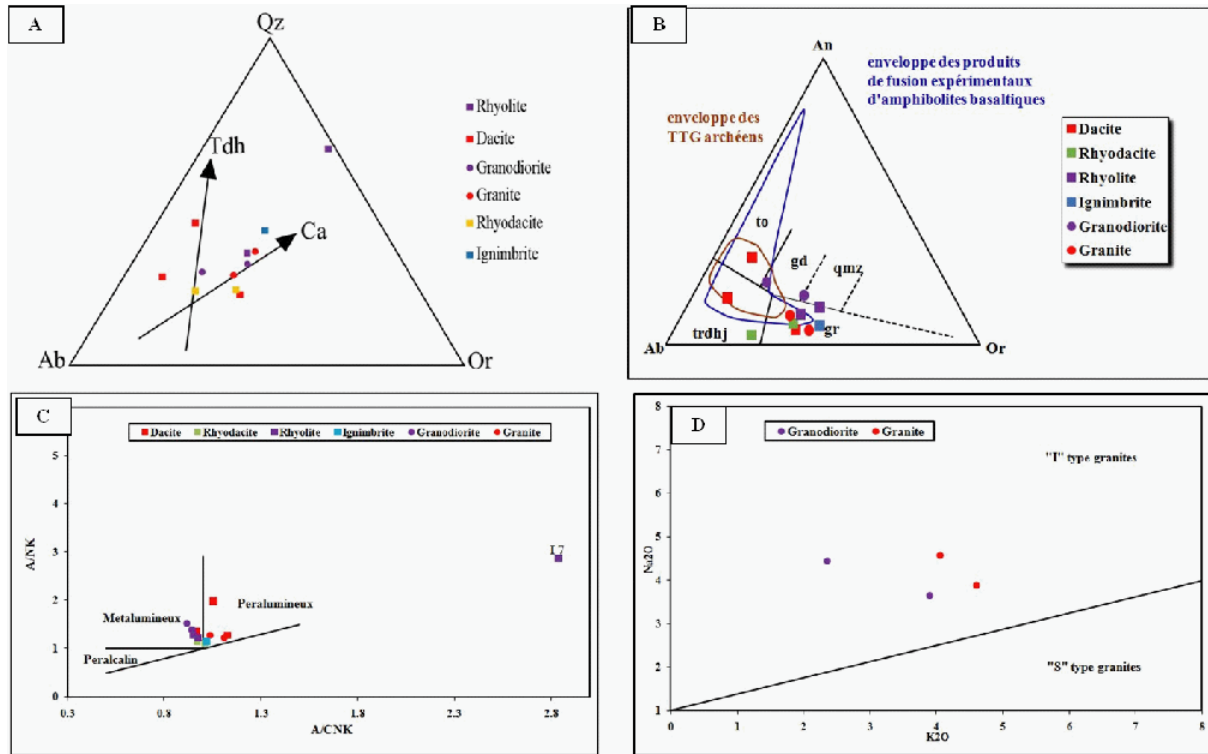 A
Qz
Tdh
Ca
Ab
Or
Rhyolite
Dacite
Granodiorite
Granite
Rhyodacite
Ignimbrite
B
An
enveloppe des produits
de fusion expérimentaux
d'amphibolites basaltiques
enveloppe des
TTG archéens
to
gd
qmz
trdhj
gr
Ab
Or
Dacite
Rhyodacite
Rhyolite
Ignimbrite
Granodiorite
Granite
C
Dacite Rhyodacite Rhyolite Ignimbrite Granodiorite Granite
5
4
3
2
1
0
A/NK
L7
Metalumineux
Peralumineux
Peralcalin
0.3 0.8 1.3 1.8 2.3 2.8
A/CNK
D
Granodiorite Granite
8
7
6
5
4
3
2
1
Na2O
"I" type granites
"S" type granites
0 1 2 3 4 5 6 7 8
K2O